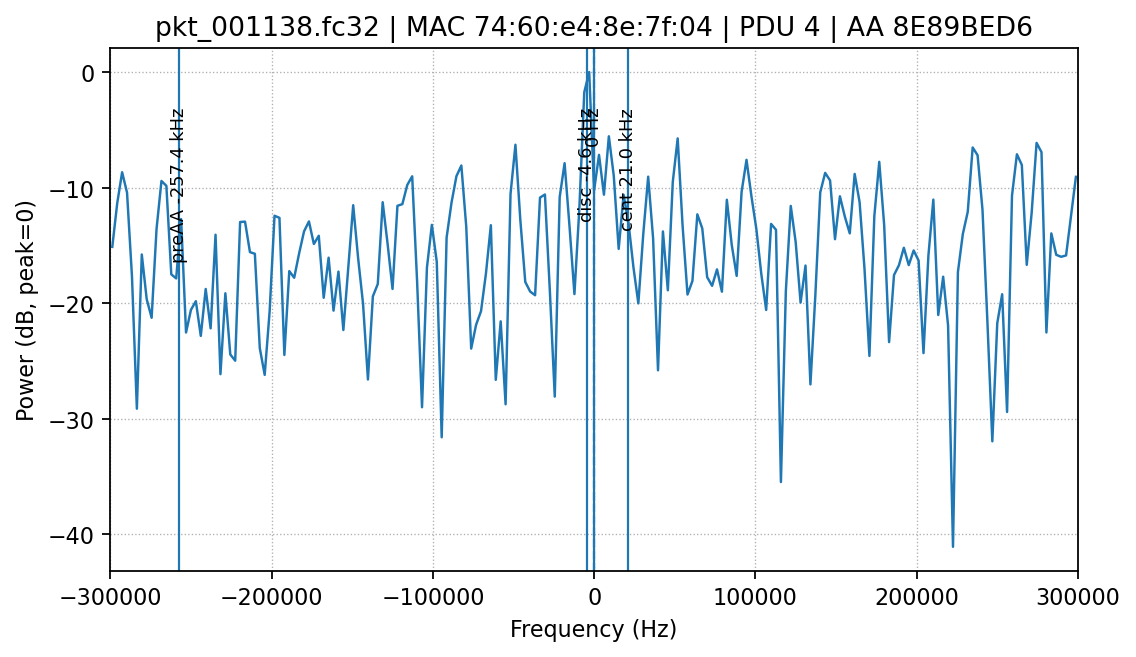 pkt_001138.fc32 | MAC 74:60:e4:8e:7f:04 | PDU 4 | AA 8E89BED6
Power (dB, peak=0)
0
−10
−20
−30
−40
preAA -257.4 kHz
disc -4.6 kHz
0 Hz
cent 21.0 kHz
−300000
−200000
−100000
0
100000
200000
300000
Frequency (Hz)